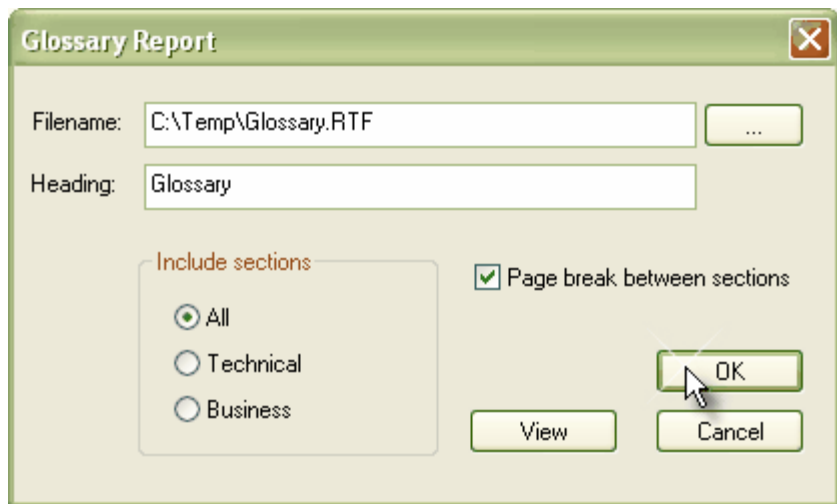 Glossary Report
Filename: C:\Temp\Glossary.RTF ...
Heading: Glossary
Include sections
Page break between sections
All
Technical
Business
OK
View Cancel